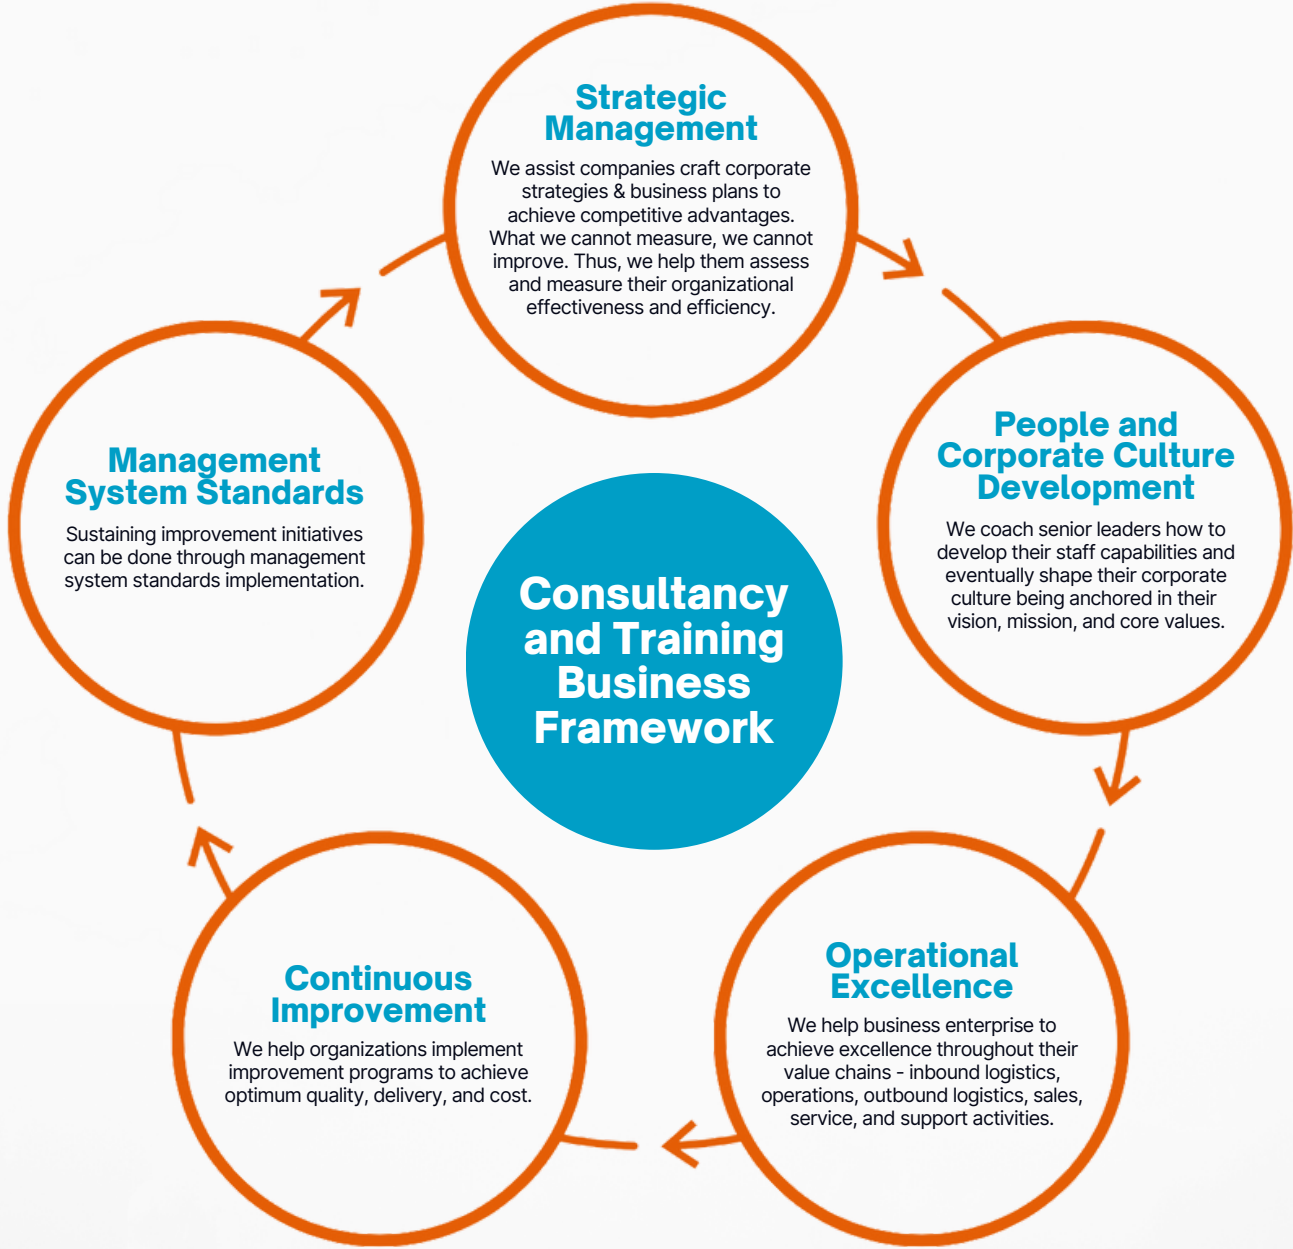 Strategic
Management
We assist companies craft corporate
strategies & business plans to
achieve competitive advantages.
What we cannot measure, we cannot
improve. Thus, we help them assess
and measure their organizational
effectiveness and efficiency.
People and
Corporate Culture
Development
We coach senior leaders how to
develop their staff capabilities and
eventually shape their corporate
culture being anchored in their
vision, mission, and core values.
Operational
Excellence
We help business enterprise to
achieve excellence throughout their
value chains - inbound logistics,
operations, outbound logistics, sales,
service, and support activities.
Continuous
Improvement
We help organizations implement
improvement programs to achieve
optimum quality, delivery, and cost.
Management
System Standards
Sustaining improvement initiatives
can be done through management
system standards implementation.
Consultancy
and Training
Business
Framework